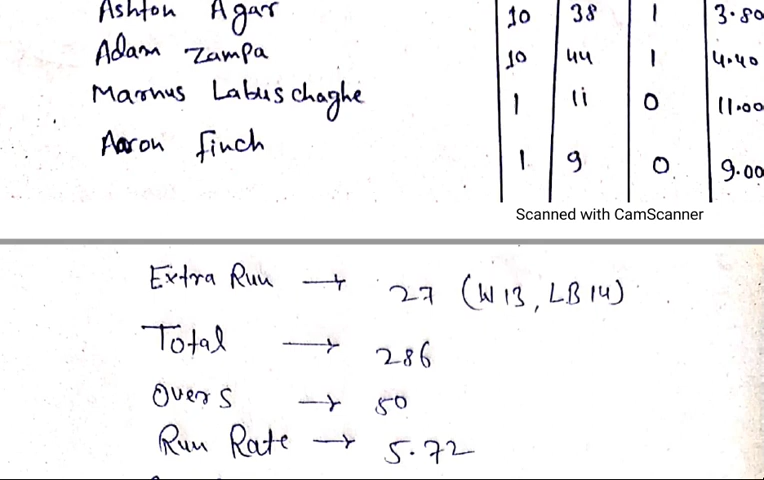 Ashton Agar 10 38 1 3.80
Adam Zampa 10 44 1 4.40
Marnus Labuschaghe 1 11 0 11.00
Aaron Finch 1 9 0 9.00
Scanned with CamScanner
Extra Run → 27 (W 13, LB 14)
Total → 286
Overs → 50
Run Rate → 5.72